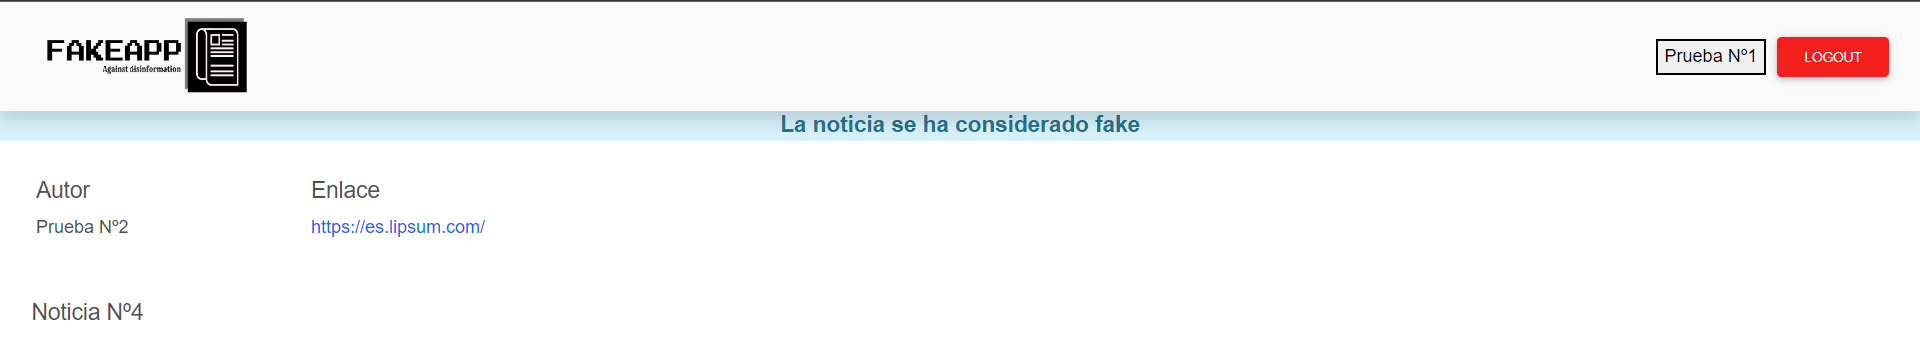 FAKEAPP
Against disinformation
Prueba Nº1
LOGOUT
La noticia se ha considerado fake
Autor
Enlace
Prueba Nº2
https://es.lipsum.com/
Noticia Nº4